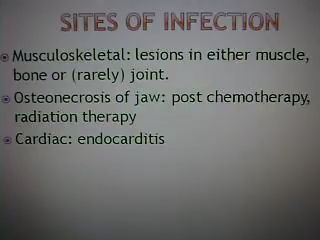 SITES OF INFECTION
Musculoskeletal: lesions in either muscle,
bone or (rarely) joint.
Osteonecrosis of jaw: post chemotherapy,
radiation therapy
Cardiac: endocarditis